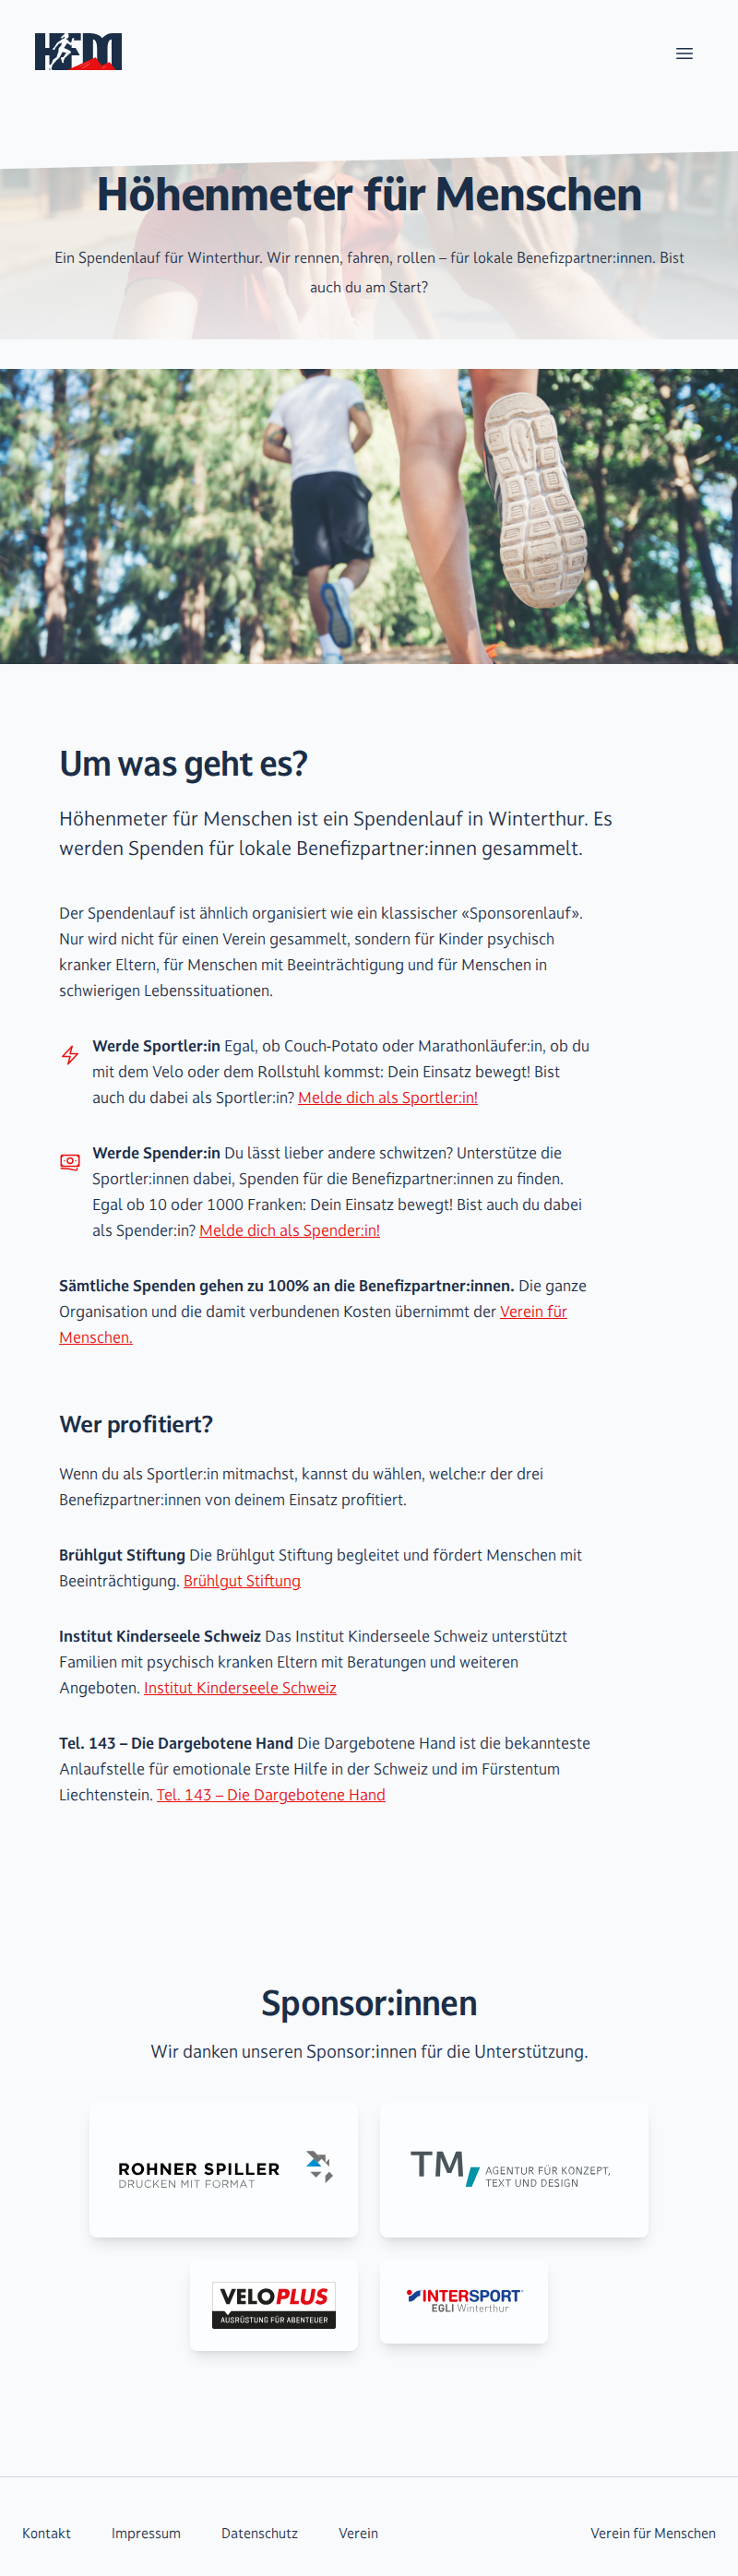 HFM
Höhenmeter für Menschen
Ein Spendenlauf für Winterthur. Wir rennen, fahren, rollen – für lokale Benefizpartner:innen. Bist
auch du am Start?
Um was geht es?
Höhenmeter für Menschen ist ein Spendenlauf in Winterthur. Es
werden Spenden für lokale Benefizpartner:innen gesammelt.
Der Spendenlauf ist ähnlich organisiert wie ein klassischer «Sponsorenlauf».
Nur wird nicht für einen Verein gesammelt, sondern für Kinder psychisch
kranker Eltern, für Menschen mit Beeinträchtigung und für Menschen in
schwierigen Lebenssituationen.
Werde Sportler:in Egal, ob Couch-Potato oder Marathonläufer:in, ob du
mit dem Velo oder dem Rollstuhl kommst: Dein Einsatz bewegt! Bist
auch du dabei als Sportler:in? Melde dich als Sportler:in!
Werde Spender:in Du lässt lieber andere schwitzen? Unterstütze die
Sportler:innen dabei, Spenden für die Benefizpartner:innen zu finden.
Egal ob 10 oder 1000 Franken: Dein Einsatz bewegt! Bist auch du dabei
als Spender:in? Melde dich als Spender:in!
Sämtliche Spenden gehen zu 100% an die Benefizpartner:innen. Die ganze
Organisation und die damit verbundenen Kosten übernimmt der Verein für
Menschen.
Wer profitiert?
Wenn du als Sportler:in mitmachst, kannst du wählen, welche:r der drei
Benefizpartner:innen von deinem Einsatz profitiert.
Brühlgut Stiftung Die Brühlgut Stiftung begleitet und fördert Menschen mit
Beeinträchtigung. Brühlgut Stiftung
Institut Kinderseele Schweiz Das Institut Kinderseele Schweiz unterstützt
Familien mit psychisch kranken Eltern mit Beratungen und weiteren
Angeboten. Institut Kinderseele Schweiz
Tel. 143 – Die Dargebotene Hand Die Dargebotene Hand ist die bekannteste
Anlaufstelle für emotionale Erste Hilfe in der Schweiz und im Fürstentum
Liechtenstein. Tel. 143 – Die Dargebotene Hand
Sponsor:innen
Wir danken unseren Sponsor:innen für die Unterstützung.
ROHNER SPILLER
DRUCKEN MIT FORMAT
TM,
AGENTUR FÜR KONZEPT,
TEXT UND DESIGN
VELOPLUS
AUSRÜSTUNG FÜR ABENTEUER
INTERSPORT
EGLI Winterthur
Kontakt
Impressum
Datenschutz
Verein
Verein für Menschen